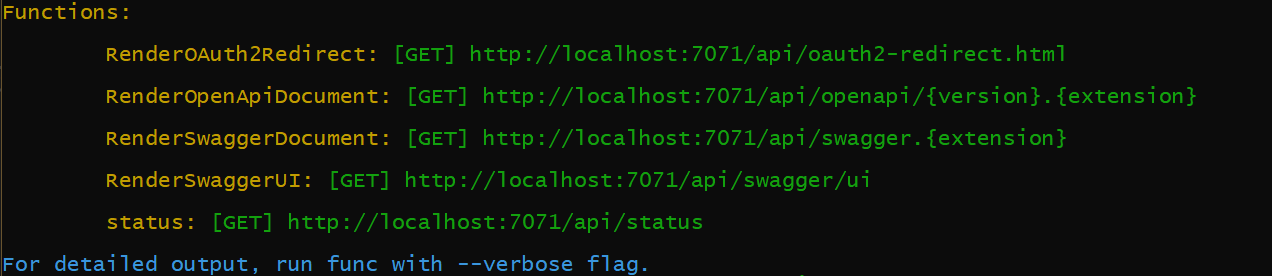 Functions:
RenderOAuth2Redirect: [GET] http://localhost:7071/api/oauth2-redirect.html
RenderOpenApiDocument: [GET] http://localhost:7071/api/openapi/{version}.{extension}
RenderSwaggerDocument: [GET] http://localhost:7071/api/swagger.{extension}
RenderSwaggerUI: [GET] http://localhost:7071/api/swagger/ui
status: [GET] http://localhost:7071/api/status
For detailed output, run func with --verbose flag.